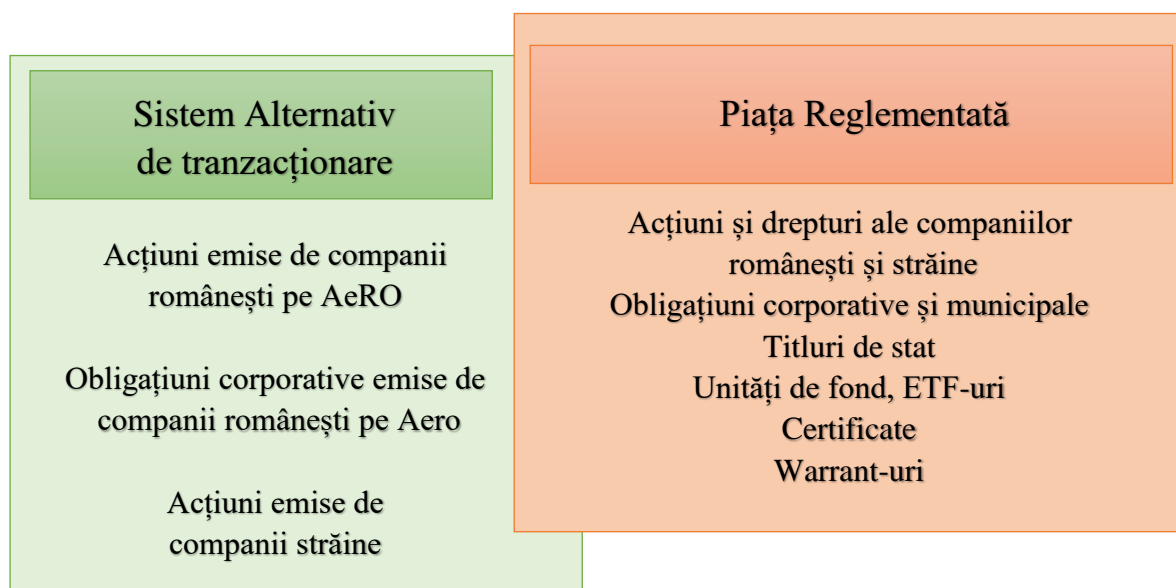 Sistem Alternativ
de tranzacționare
Acțiuni emise de companii
românești pe AeRO
Obligațiuni corporative emise de
companii românești pe Aero
Acțiuni emise de
companii străine
Piața Reglementată
Acțiuni și drepturi ale companiilor
românești și străine
Obligațiuni corporative și municipale
Titluri de stat
Unități de fond, ETF-uri
Certificate
Warrant-uri